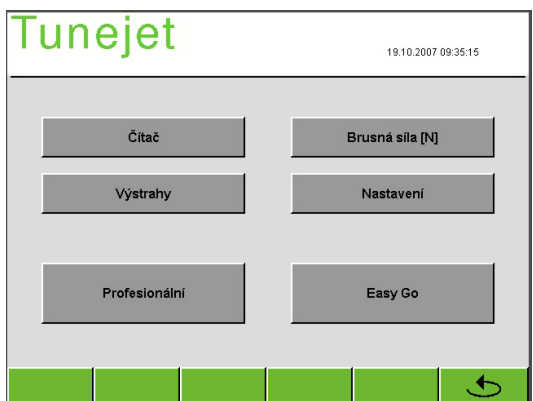 Tunejet
19.10.2007 09:35:15
Čítač
Brusná síla [N]
Výstrahy
Nastavení
Profesionální
Easy Go